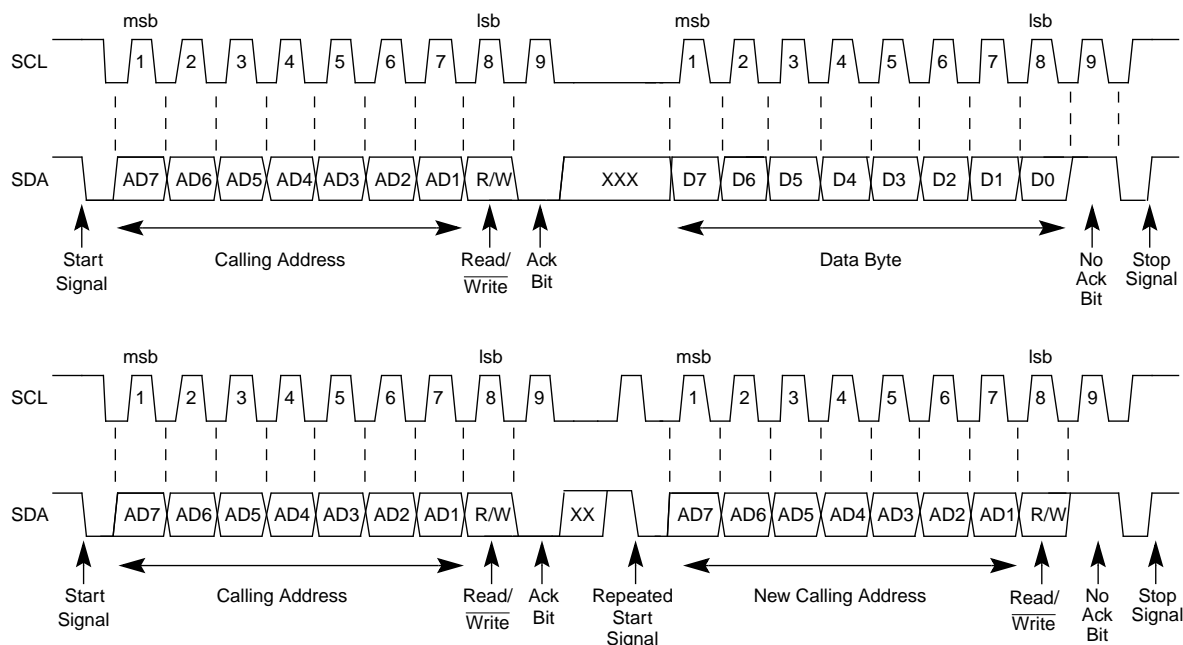 msb lsb msb lsb
SCL 1 2 3 4 5 6 7 8 9 1 2 3 4 5 6 7 8 9
SDA AD7 AD6 AD5 AD4 AD3 AD2 AD1 R/W XXX D7 D6 D5 D4 D3 D2 D1 D0
Start Calling Address Read/ Ack Data Byte No Stop
Signal Write Bit Ack Signal
Bit
msb lsb msb lsb
SCL 1 2 3 4 5 6 7 8 9 1 2 3 4 5 6 7 8 9
SDA AD7 AD6 AD5 AD4 AD3 AD2 AD1 R/W XX AD7 AD6 AD5 AD4 AD3 AD2 AD1 R/W
Start Calling Address Read/ Ack Repeated New Calling Address Read/ No Stop
Signal Write Bit Start Write Ack Signal
Signal Bit